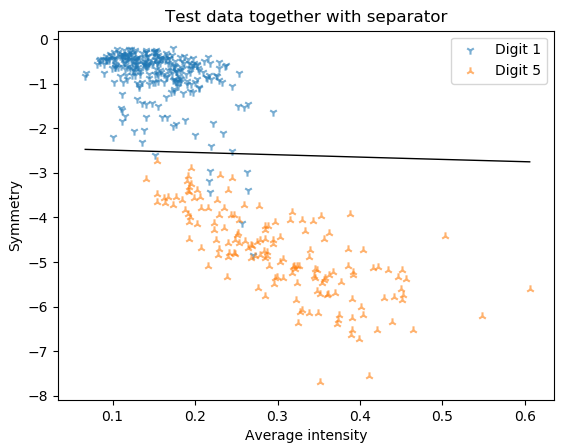 Test data together with separator
Digit 1
Digit 5
0
−1
−2
−3
−4
−5
−6
−7
−8
Symmetry
0.1 0.2 0.3 0.4 0.5 0.6
Average intensity